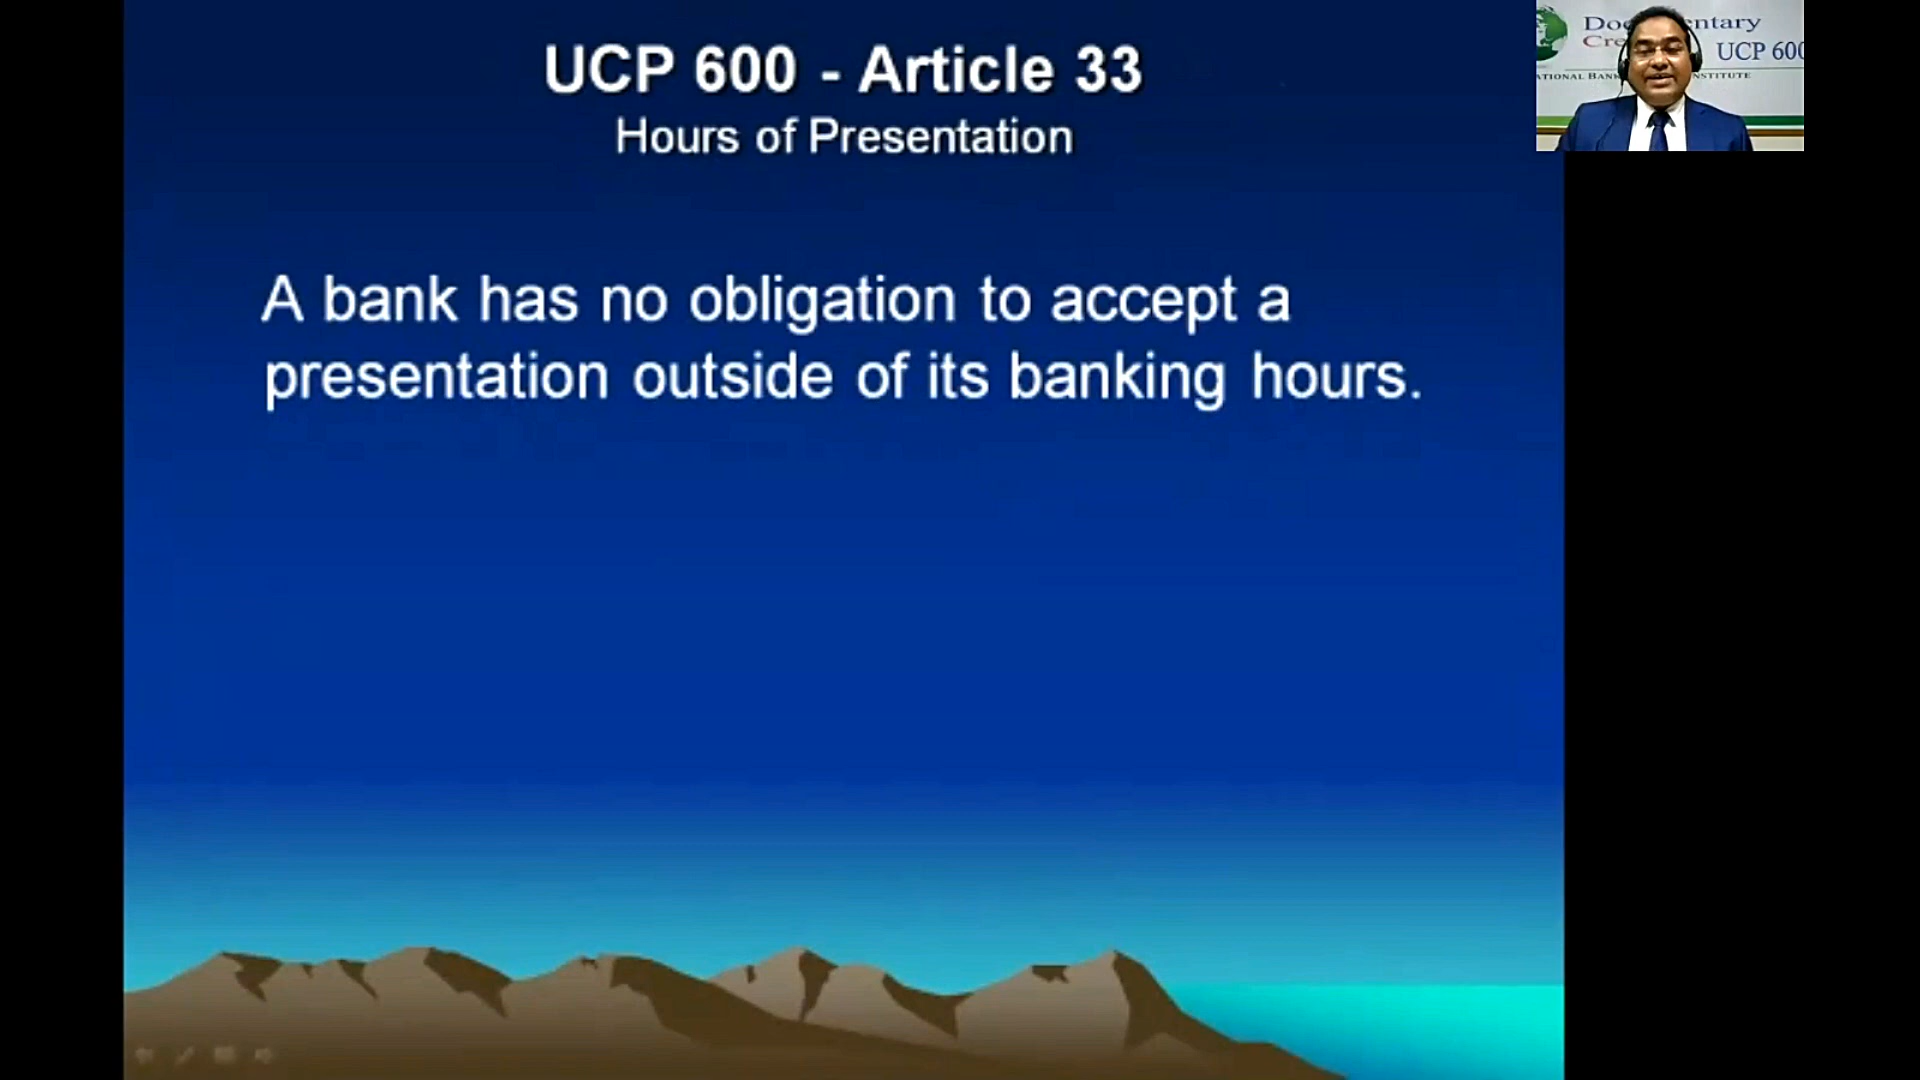 UCP 600 - Article 33
Hours of Presentation
A bank has no obligation to accept a
presentation outside of its banking hours.
UCP 600